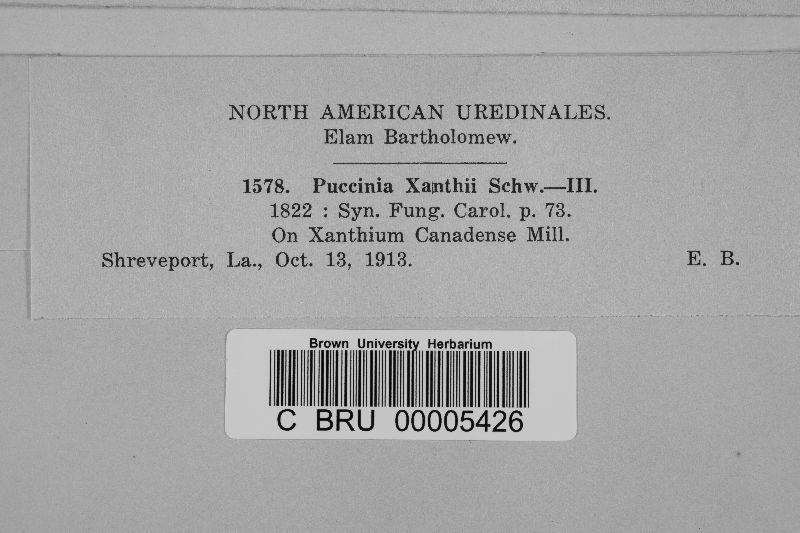 NORTH AMERICAN UREDINALES.
Elam Bartholomew.
1578. Puccinia Xanthii Schw.—III.
1822 : Syn. Fung. Carol. p. 73.
On Xanthium Canadense Mill.
Shreveport, La., Oct. 13, 1913. E. B.
Brown University Herbarium
C BRU 00005426